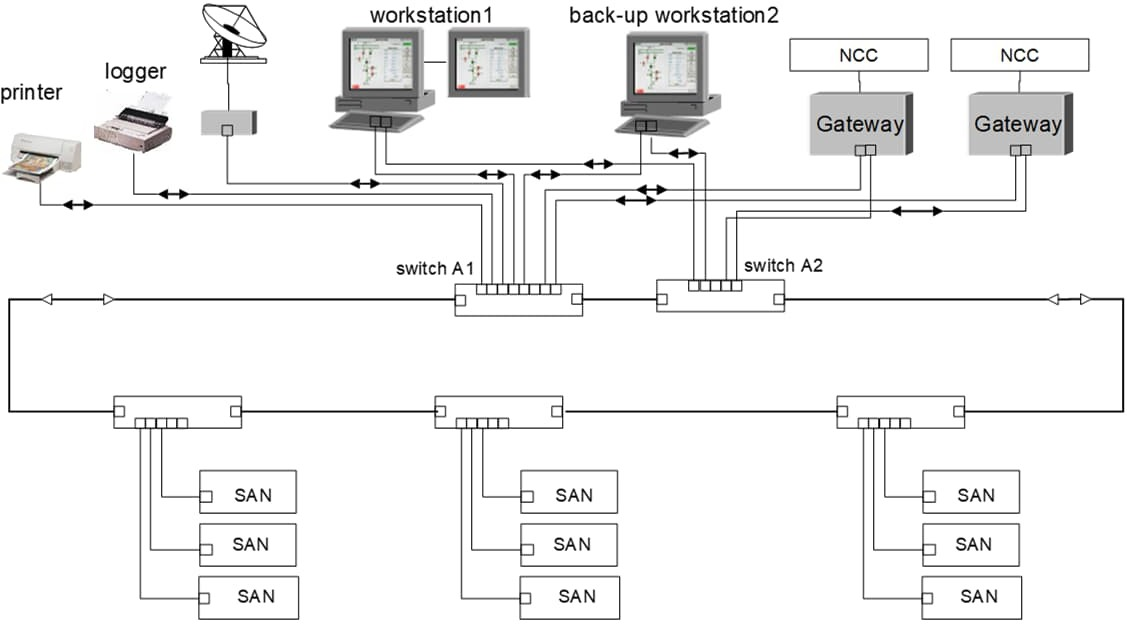 workstation1
back-up workstation2
NCC
NCC
logger
printer
Gateway
Gateway
switch A1
switch A2
SAN
SAN
SAN
SAN
SAN
SAN
SAN
SAN
SAN